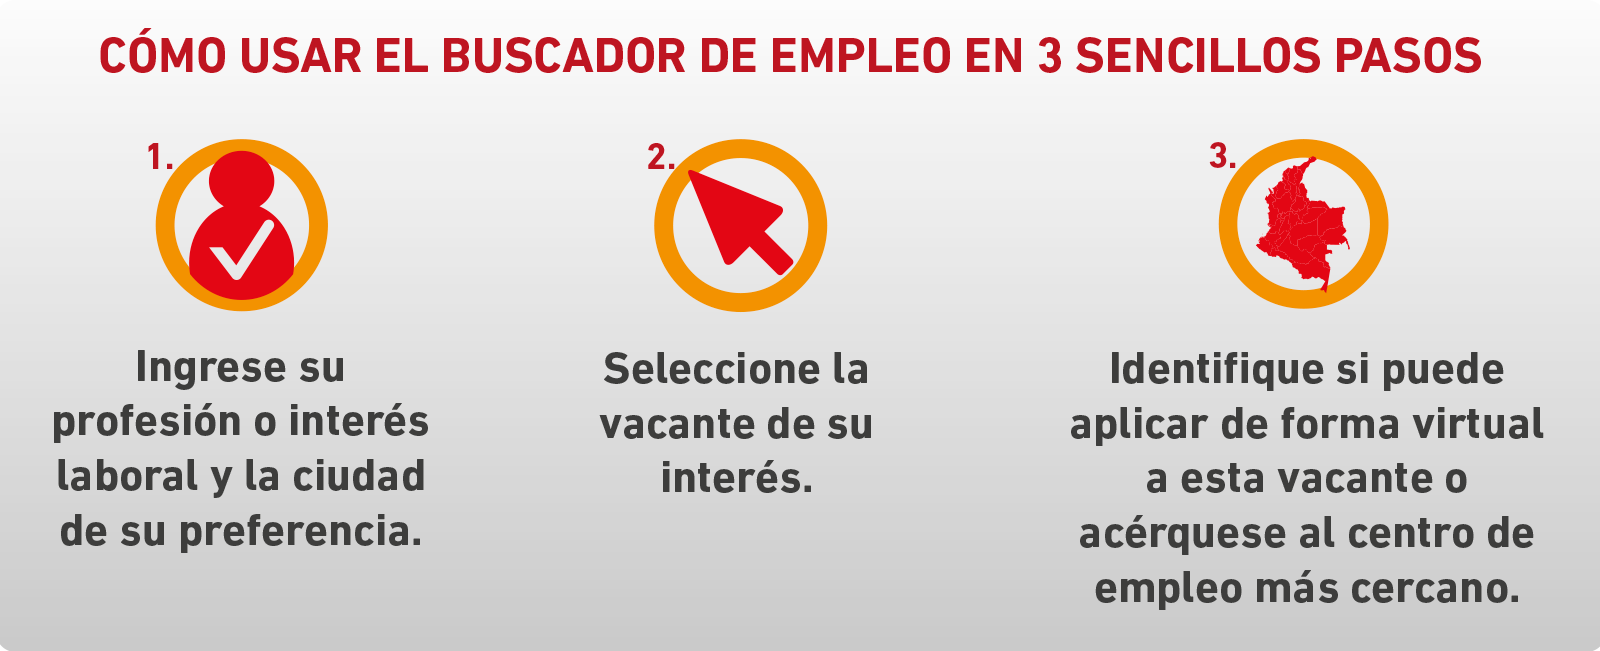 CÓMO USAR EL BUSCADOR DE EMPLEO EN 3 SENCILLOS PASOS
1.
Ingrese su
profesión o interés
laboral y la ciudad
de su preferencia.
2.
Seleccione la
vacante de su
interés.
3.
Identifique si puede
aplicar de forma virtual
a esta vacante o
acérquese al centro de
empleo más cercano.